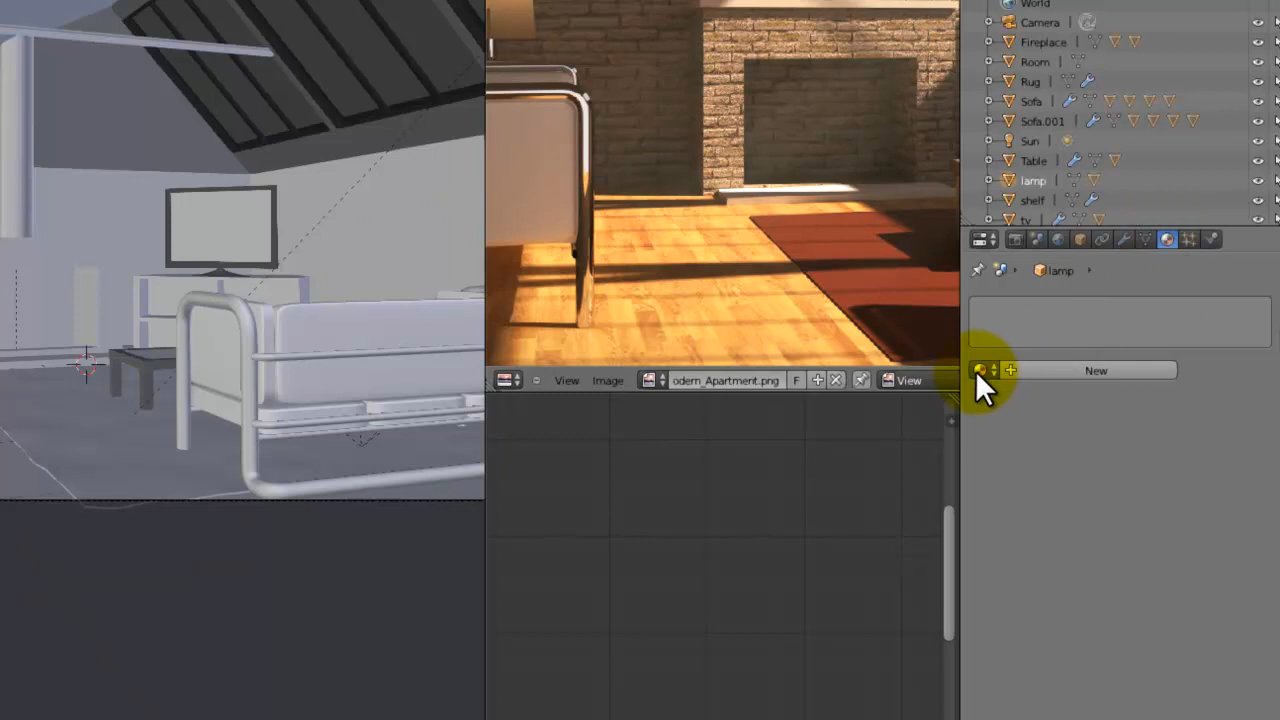 World
Camera
Fireplace
Room
Rug
Sofa
Sofa.001
Sun
Table
lamp
shelf
tv
lamp
New
View Image odern_Apartment.png F View